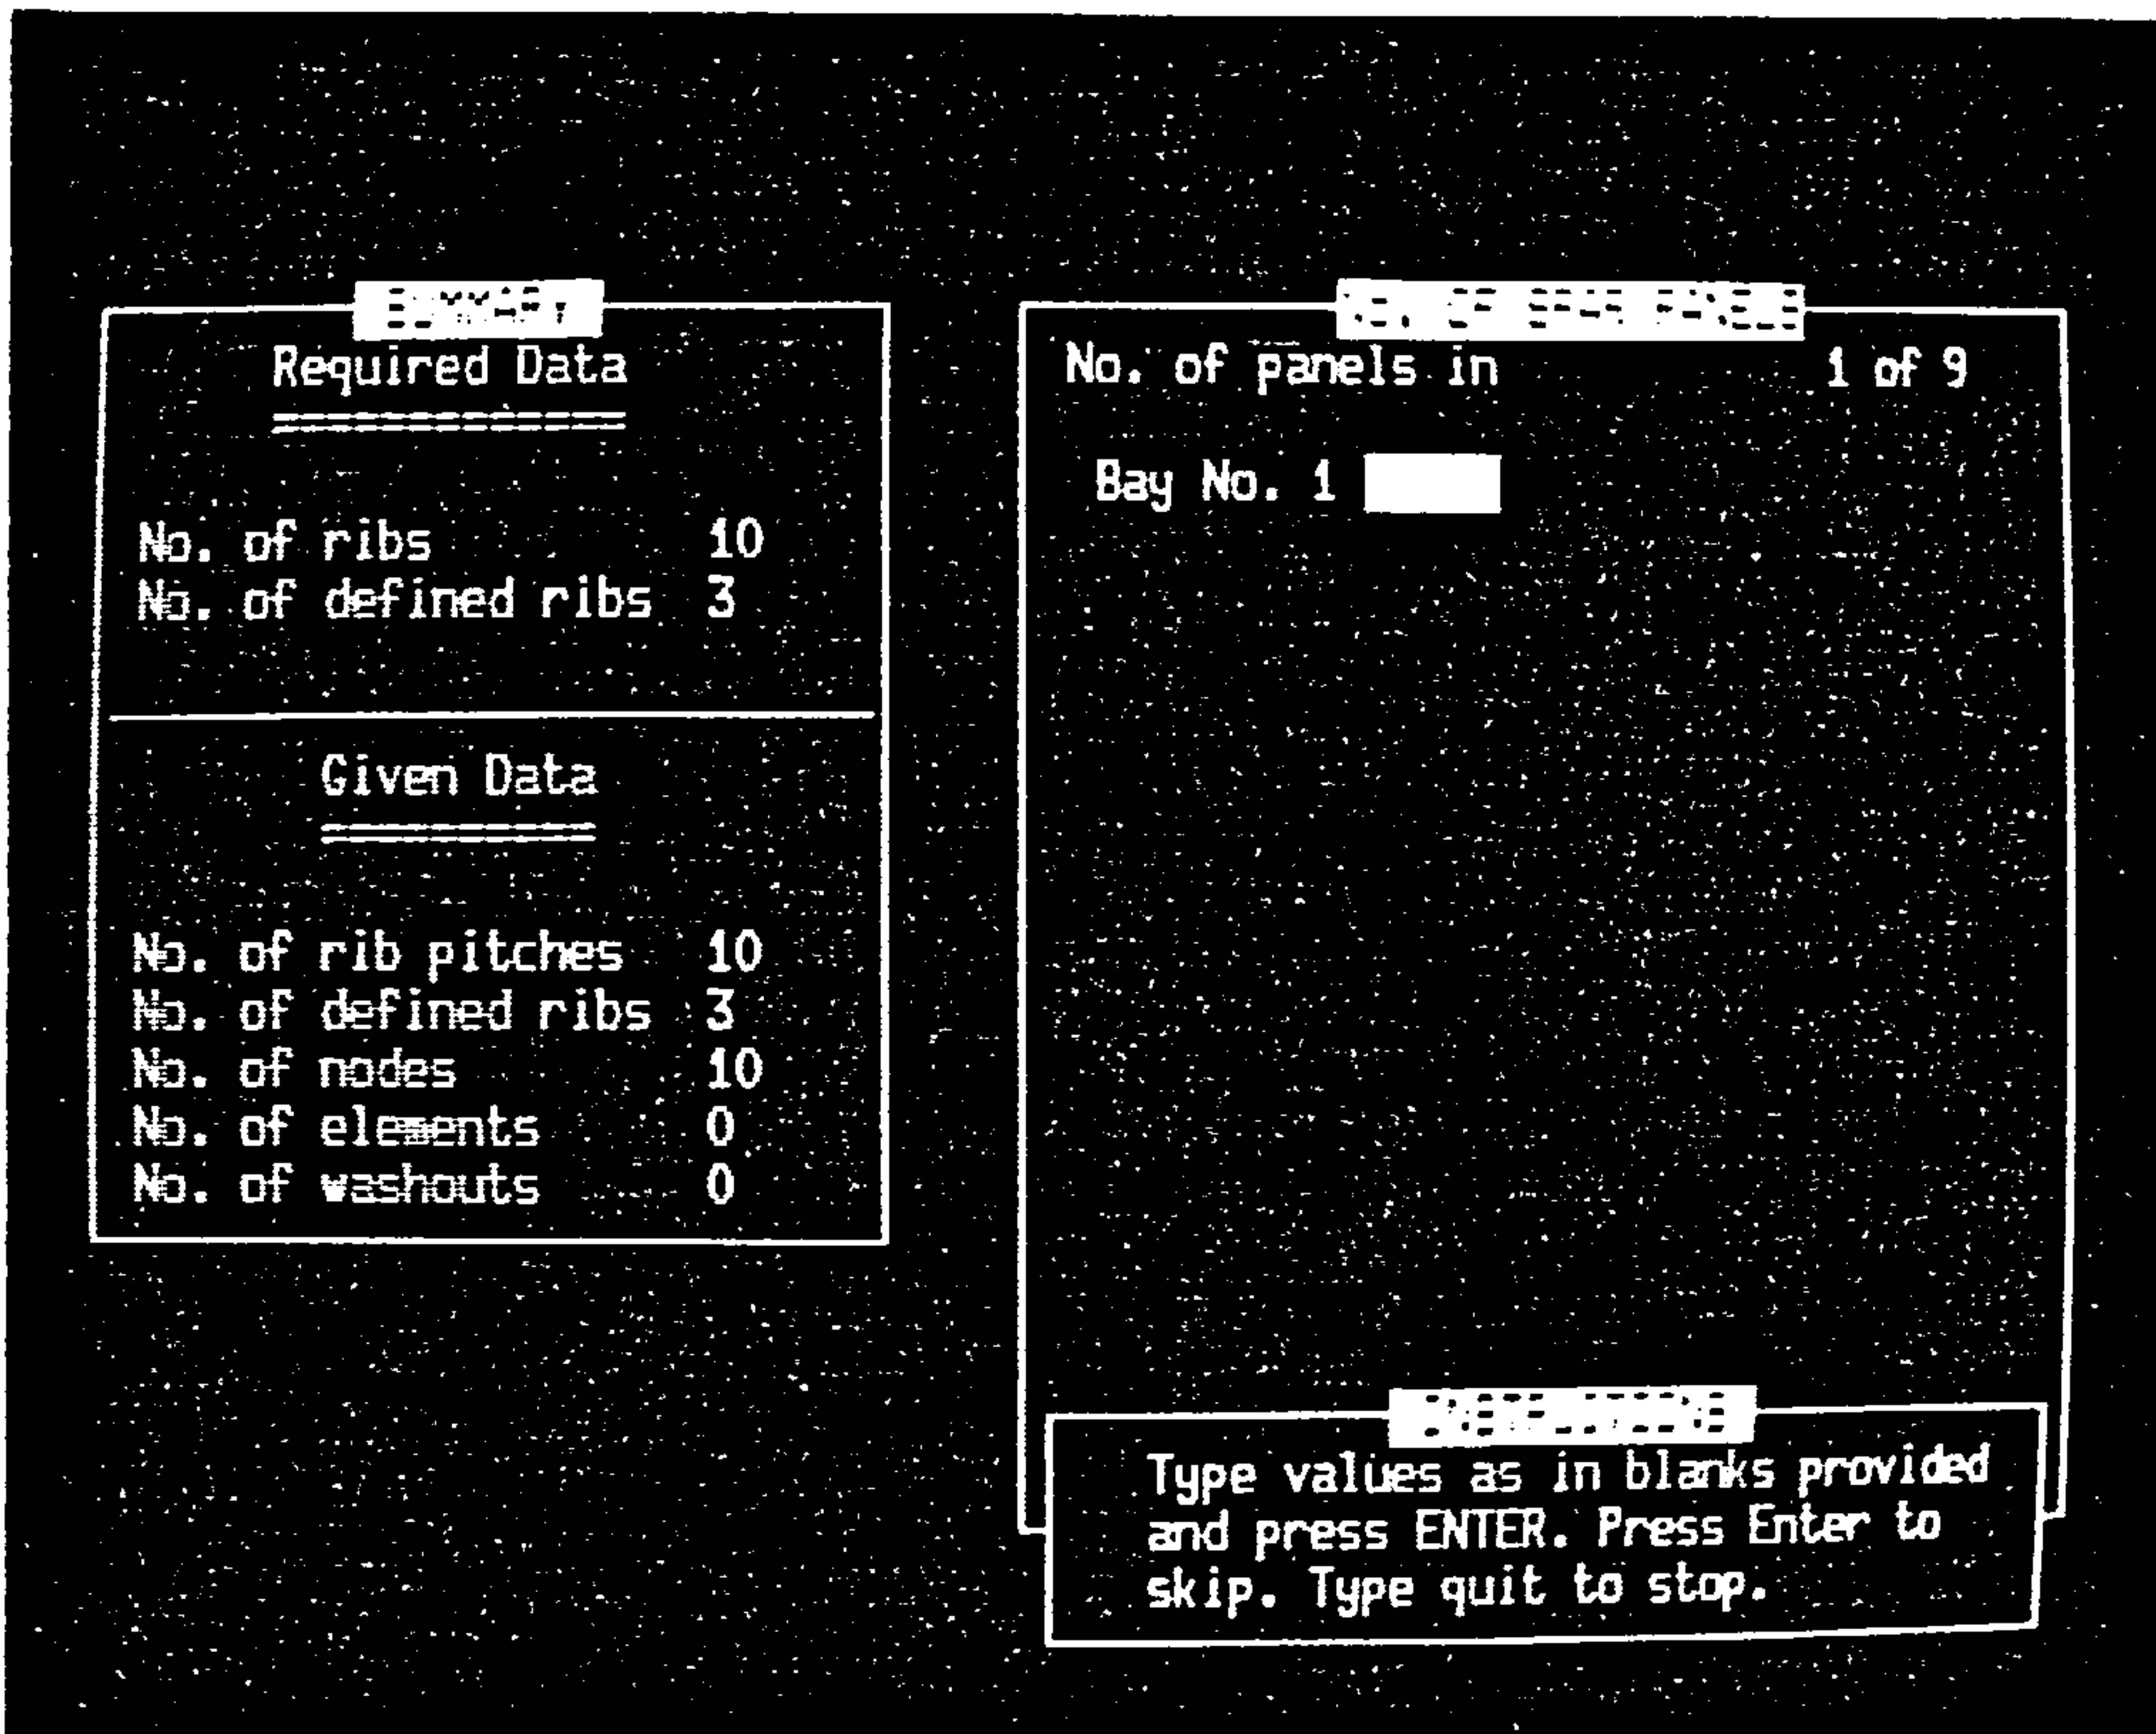 SUMMARY
Required Data
No. of ribs 10
No. of defined ribs 3
Given Data
No. of rib pitches 10
No. of defined ribs 3
No. of nodes 10
No. of elements 0
No. of washouts 0
No. of panels in 1 of 9
Bay No. 1
Type values as in blanks provided
and press ENTER. Press Enter to
skip. Type quit to stop.